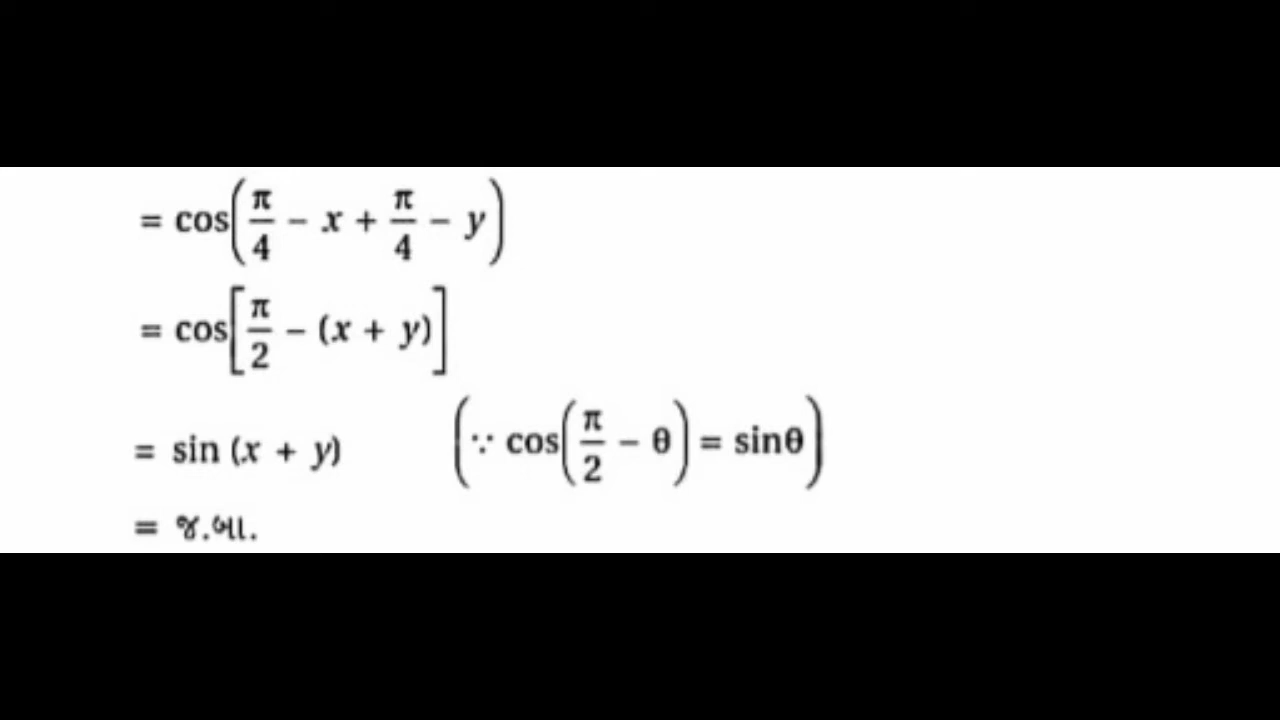 = cos(π/4 − x + π/4 − y)
= cos[π/2 − (x + y)]
= sin (x + y) (∵ cos(π/2 − θ) = sinθ)
= જ.બા.